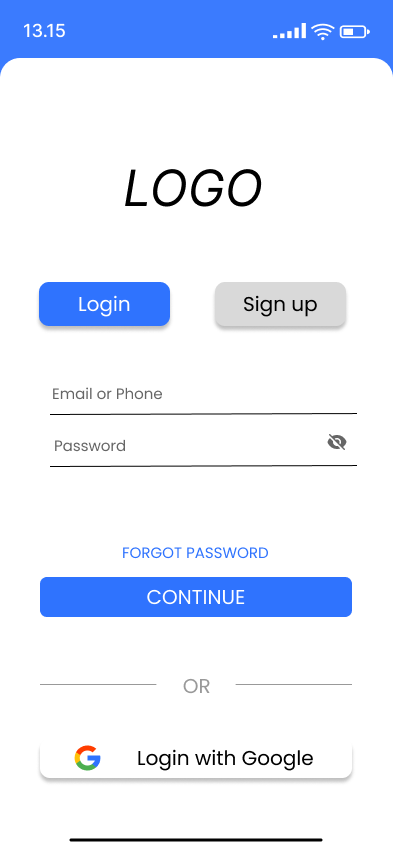 13.15
LOGO
Login
Sign up
Email or Phone
Password
FORGOT PASSWORD
CONTINUE
OR
Login with Google